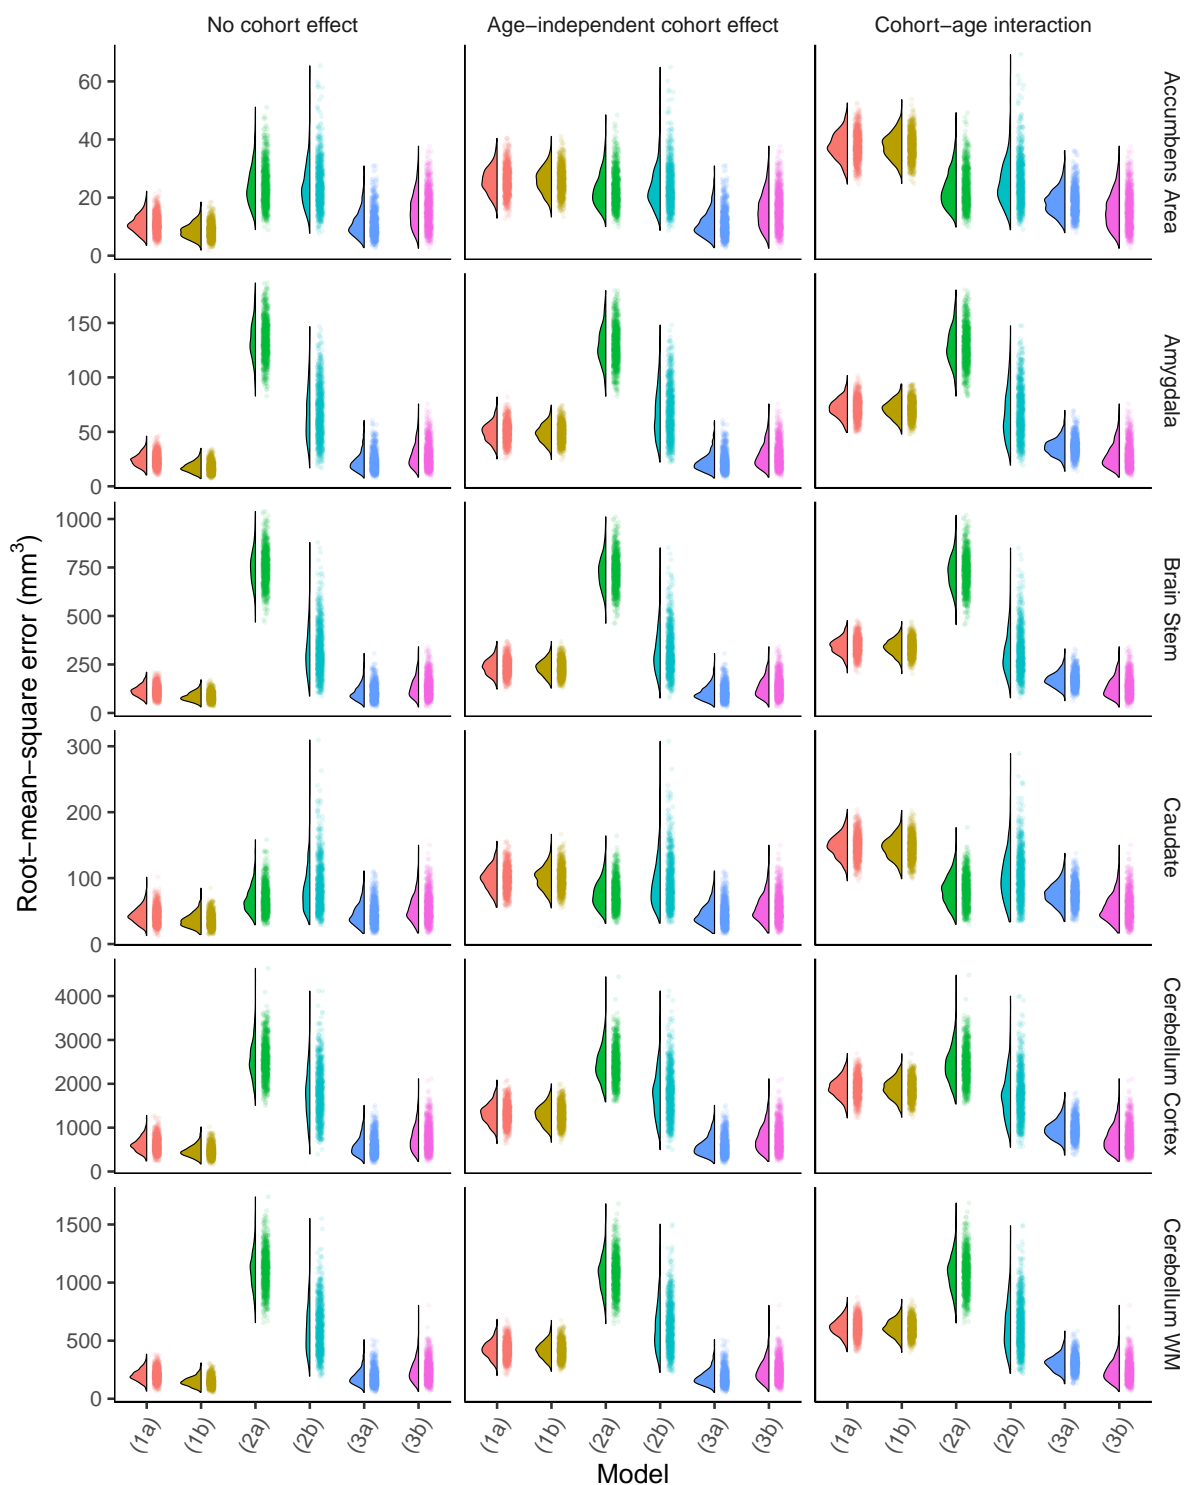 No cohort effect
Age−independent cohort effect
Cohort−age interaction
60
40
20
0
Accumbens Area
150
100
50
0
Amygdala
1000
750
500
250
0
Brain Stem
300
200
100
0
Caudate
4000
3000
2000
1000
0
Cerebellum Cortex
1500
1000
500
0
Cerebellum WM
Root−mean−square error (mm³)
(1a) (1b) (2a) (2b) (3a) (3b)
(1a) (1b) (2a) (2b) (3a) (3b)
(1a) (1b) (2a) (2b) (3a) (3b)
Model